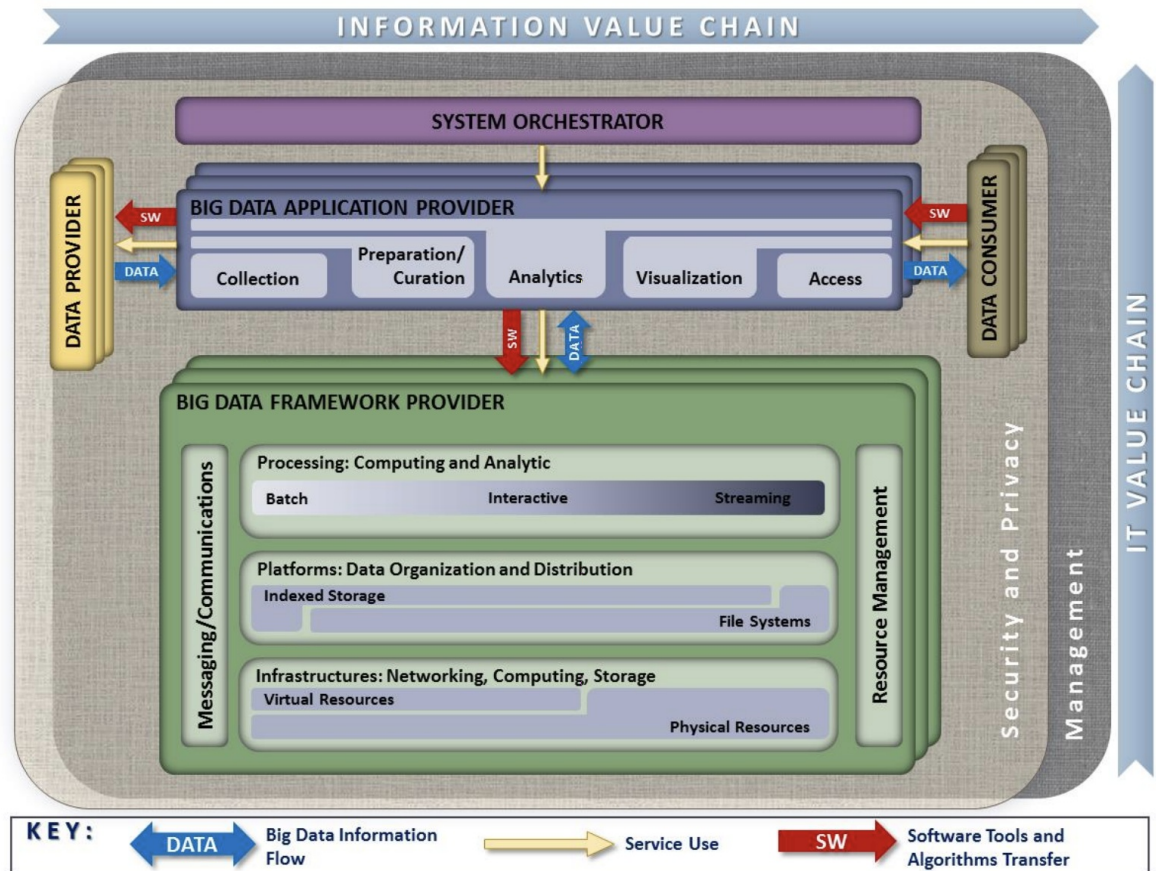 INFORMATION VALUE CHAIN
SYSTEM ORCHESTRATOR
DATA PROVIDER
SW
DATA
BIG DATA APPLICATION PROVIDER
Collection
Preparation/
Curation
Analytics
Visualization
Access
SW
DATA
DATA CONSUMER
SW
DATA
BIG DATA FRAMEWORK PROVIDER
Messaging/Communications
Processing: Computing and Analytic
Batch
Interactive
Streaming
Platforms: Data Organization and Distribution
Indexed Storage
File Systems
Infrastructures: Networking, Computing, Storage
Virtual Resources
Physical Resources
Resource Management
Security and Privacy
Management
IT VALUE CHAIN
KEY:
DATA
Big Data Information
Flow
Service Use
SW
Software Tools and
Algorithms Transfer